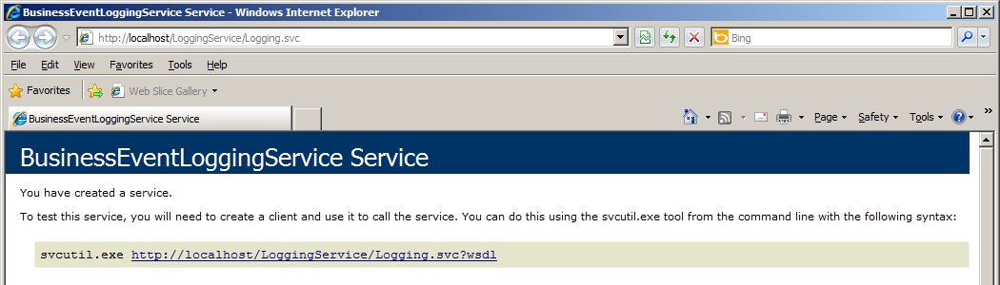 BusinessEventLoggingService Service - Windows Internet Explorer
http://localhost/LoggingService/Logging.svc
Bing
File Edit View Favorites Tools Help
Favorites Web Slice Gallery
BusinessEventLoggingService Service
Page Safety Tools
BusinessEventLoggingService Service
You have created a service.
To test this service, you will need to create a client and use it to call the service. You can do this using the svcutil.exe tool from the command line with the following syntax:
svcutil.exe http://localhost/LoggingService/Logging.svc?wsdl